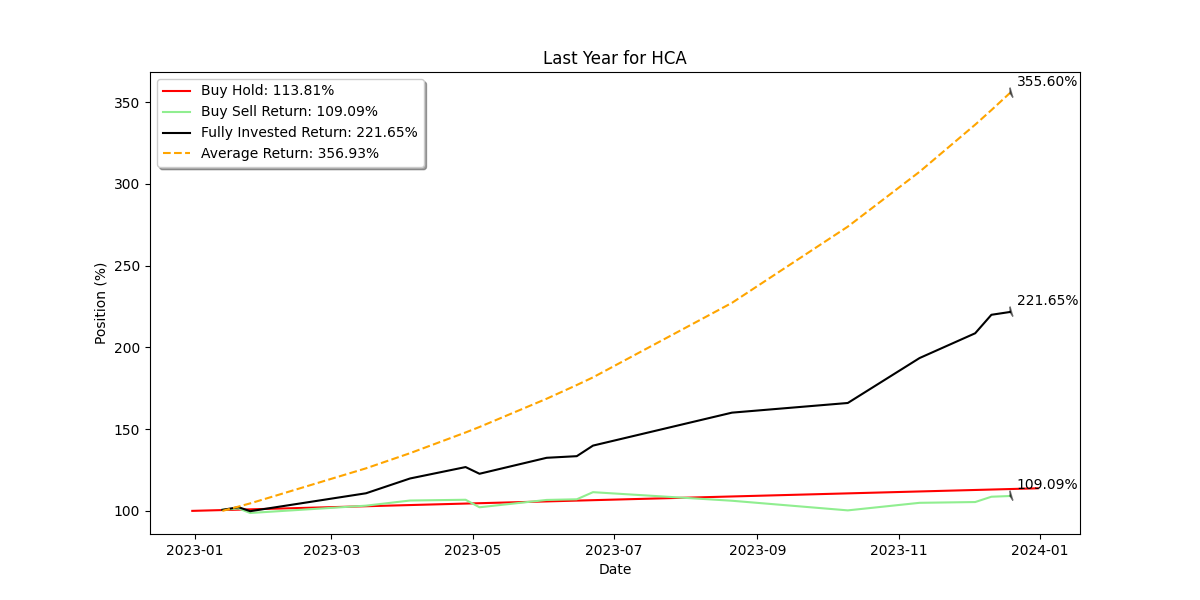 Last Year for HCA
Buy Hold: 113.81%
Buy Sell Return: 109.09%
Fully Invested Return: 221.65%
Average Return: 356.93%
355.60%
221.65%
109.09%
Position (%)
350
300
250
200
150
100
2023-01
2023-03
2023-05
2023-07
2023-09
2023-11
2024-01
Date